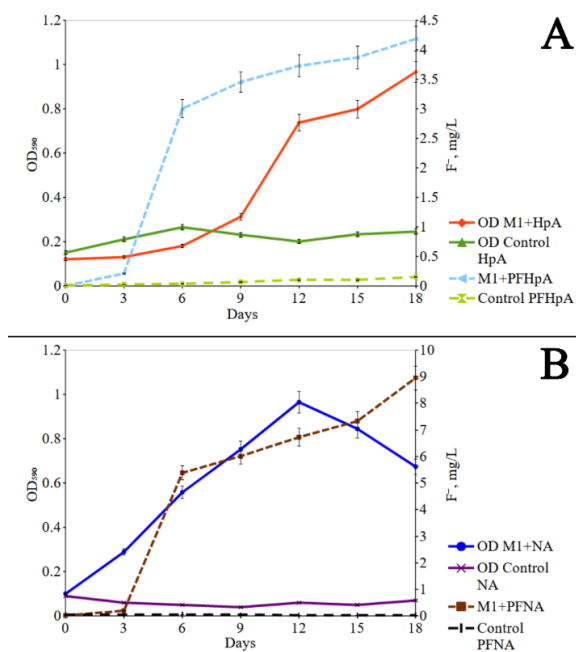 A
1.2
1
0.8
0.6
0.4
0.2
0
OD₅₉₀
4.5
4
3.5
3
2.5
2
1.5
1
0.5
0
F⁻, mg/L
0 3 6 9 12 15 18
Days
OD M1+HpA
OD Control
HpA
M1+PFHpA
Control PFHpA
B
1.2
1
0.8
0.6
0.4
0.2
0
OD₅₉₀
10
9
8
7
6
5
4
3
2
1
0
F⁻, mg/L
0 3 6 9 12 15 18
Days
OD M1+NA
OD Control
NA
M1+PFNA
Control
PFNA